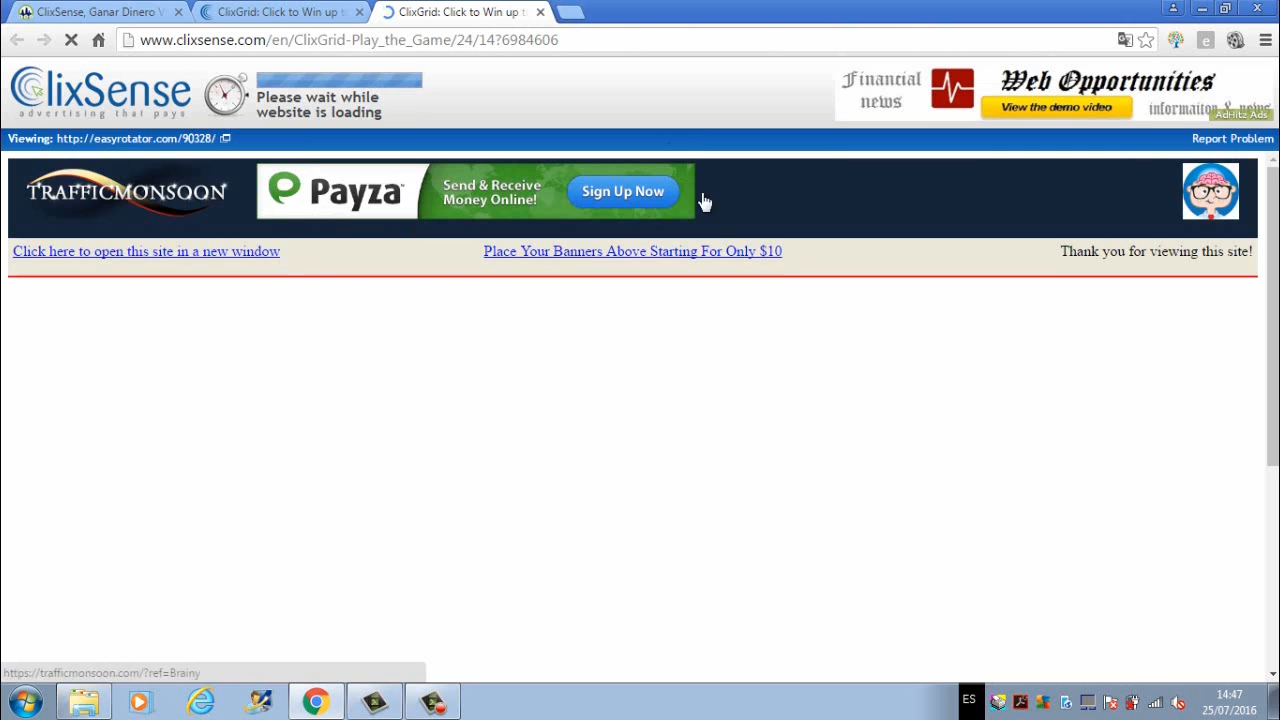 ClixSense, Ganar Dinero V
ClixGrid: Click to Win up t
ClixGrid: Click to Win up t
www.clixsense.com/en/ClixGrid-Play_the_Game/24/14?6984606
ClixSense
advertising that pays
Please wait while
website is loading
Financial
news
Web Opportunities
View the demo video
informaiton & news
AdHitz Ads
Viewing: http://easyrotator.com/90328/
Report Problem
TRAFFICMONSOON
Payza
Send & Receive
Money Online!
Sign Up Now
Click here to open this site in a new window
Place Your Banners Above Starting For Only $10
Thank you for viewing this site!
https://trafficmonsoon.com/?ref=Brainy
ES
14:47
25/07/2016